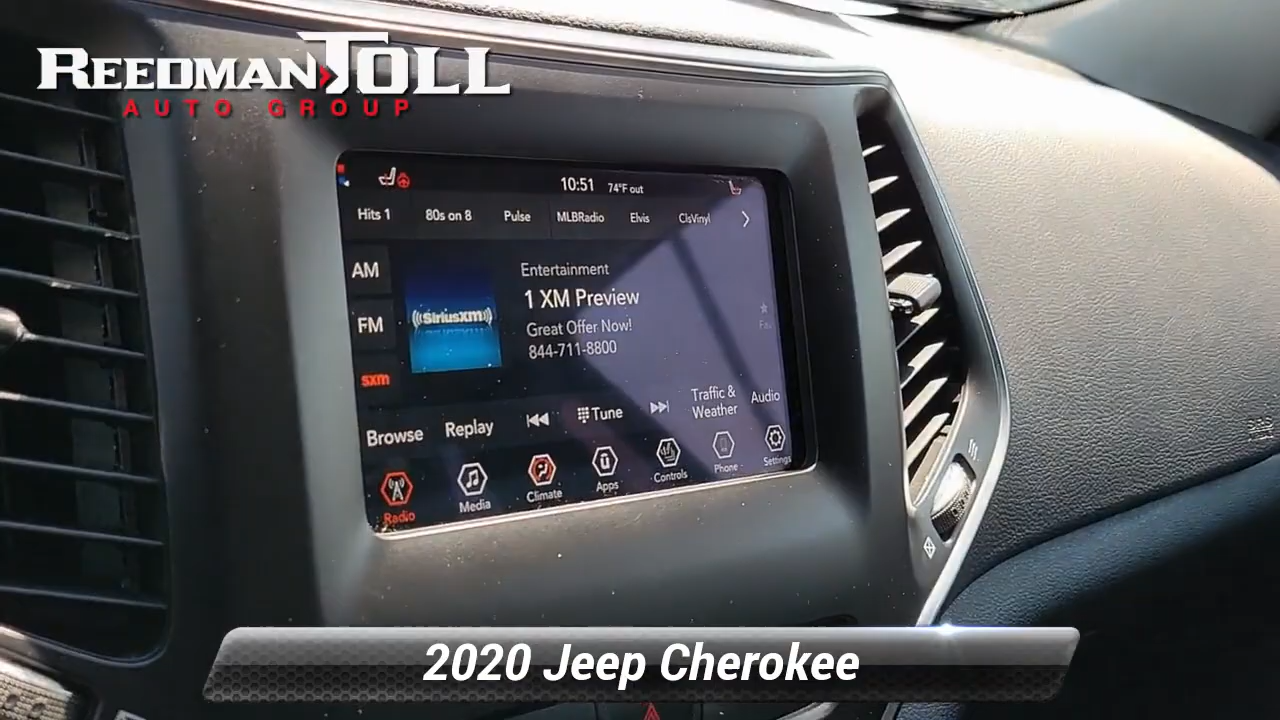 REEDMAN TOLL
AUTO GROUP
10:51 74°F out
Hits 1 80s on 8 Pulse MLBRadio Elvis ClsVinyl
AM
Entertainment
1 XM Preview
FM
((SiriusXM))
Great Offer Now!
844-711-8800
sxm
Browse Replay Tune Traffic & Weather Audio
Radio Media Climate Apps Controls Phone Settings
2020 Jeep Cherokee